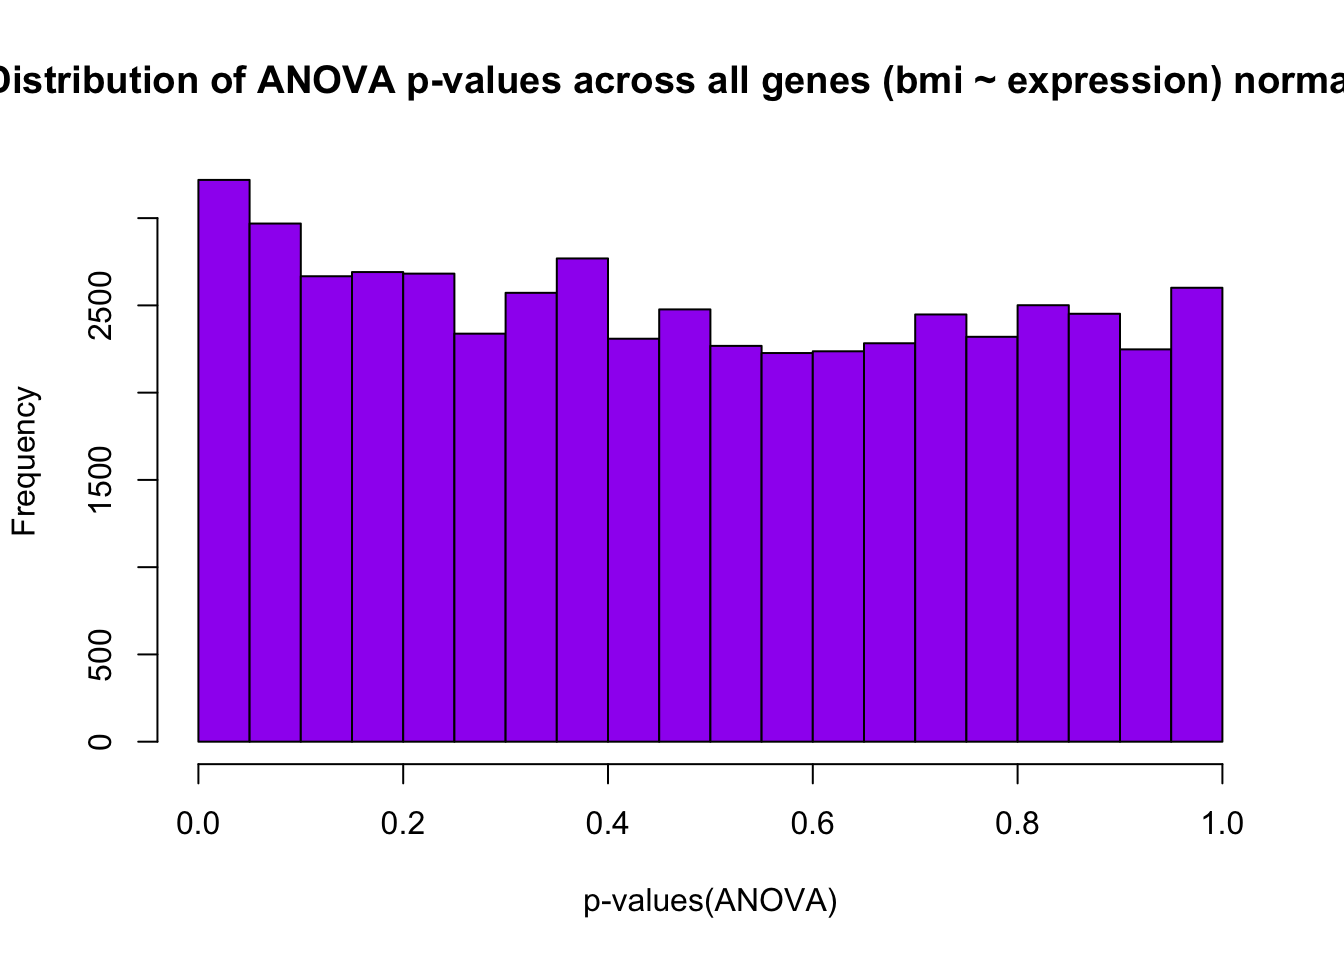 Distribution of ANOVA p-values across all genes (bmi ~ expression) norma
Frequency
2500
1500
500
0
0.0 0.2 0.4 0.6 0.8 1.0
p-values(ANOVA)